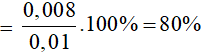 = 0,008 / 0,01 .100% = 80%